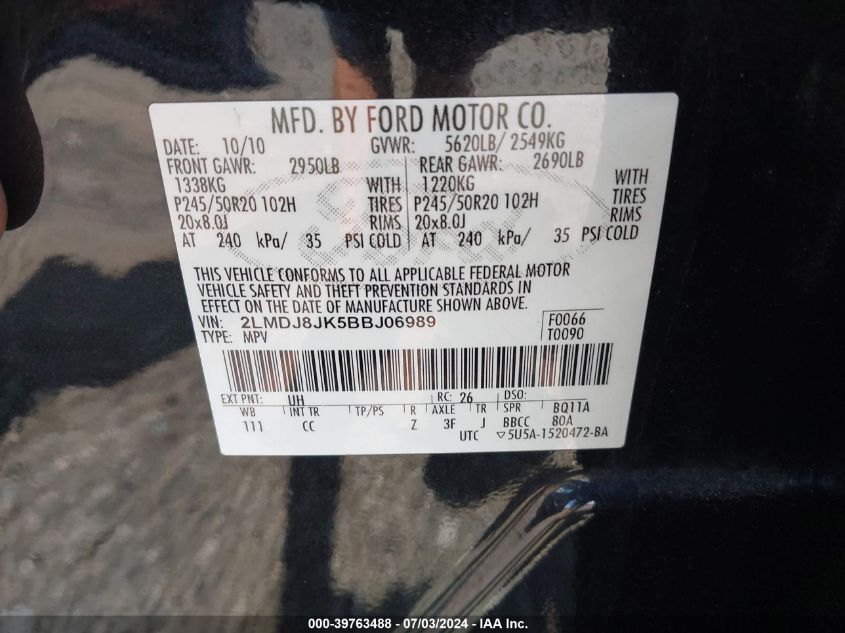 MFD. BY FORD MOTOR CO.
DATE: 10/10 GVWR: 5620LB/ 2549KG
FRONT GAWR: 2950LB REAR GAWR: 2690LB
1338KG WITH 1220KG WITH
P245/50R20 102H TIRES P245/50R20 102H TIRES
20x8.0J RIMS 20x8.0J RIMS
AT 240 kPa/ 35 PSI COLD AT 240 kPa/ 35 PSI COLD
THIS VEHICLE CONFORMS TO ALL APPLICABLE FEDERAL MOTOR
VEHICLE SAFETY AND THEFT PREVENTION STANDARDS IN
EFFECT ON THE DATE OF MANUFACTURE SHOWN ABOVE.
VIN: 2LMDJ8JK5BBJ06989 F0066
TYPE: MPV T0090
EXT PNT: UH RC: 26 DSO:
WB INT TR TP/PS R AXLE TR SPR BQ11A
111 CC Z 3F J BBCC 80A
UTC ▽5U5A-1520472-BA
000-39763488 - 07/03/2024 - IAA Inc.